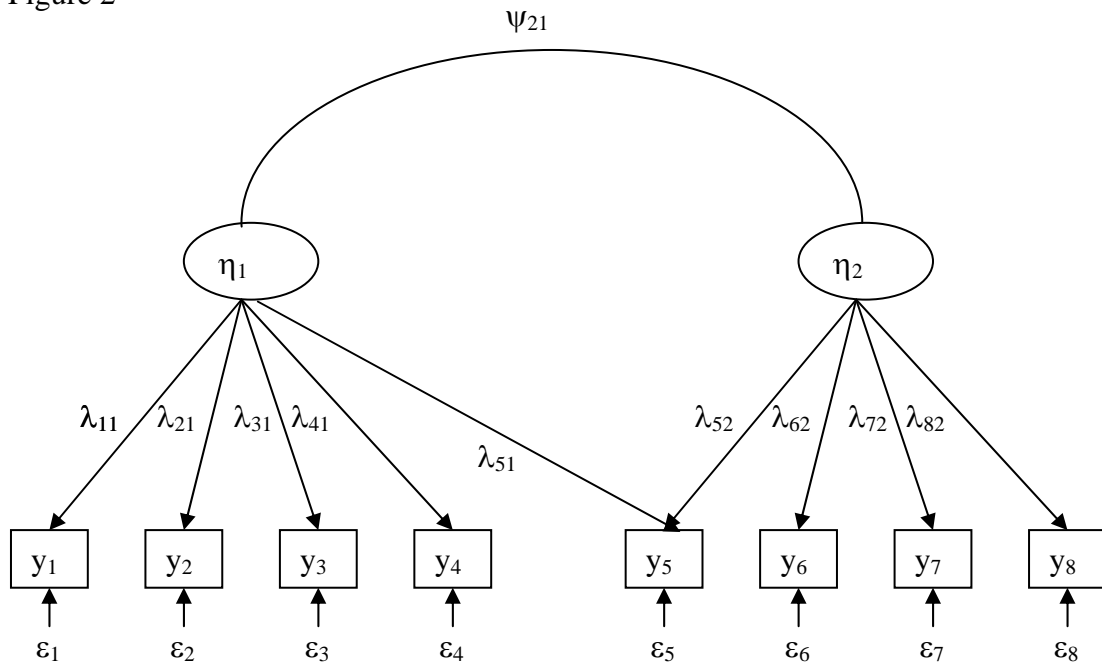 Figure 2
ψ21
η1 η2
λ11 λ21 λ31 λ41 λ51 λ52 λ62 λ72 λ82
y1 y2 y3 y4 y5 y6 y7 y8
ε1 ε2 ε3 ε4 ε5 ε6 ε7 ε8